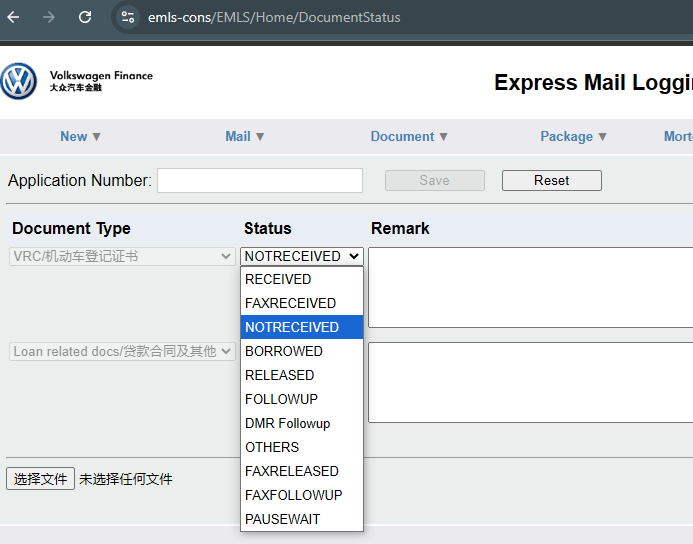 emls-cons/EMLS/Home/DocumentStatus
Volkswagen Finance
大众汽车金融
Express Mail Loggi
New ▼ Mail ▼ Document ▼ Package ▼ Mort
Application Number: Save Reset
Document Type Status Remark
VRC/机动车登记证书 NOTRECEIVED
RECEIVED
FAXRECEIVED
NOTRECEIVED
Loan related docs/贷款合同及其他 BORROWED
RELEASED
FOLLOWUP
DMR Followup
OTHERS
选择文件 未选择任何文件 FAXRELEASED
FAXFOLLOWUP
PAUSEWAIT